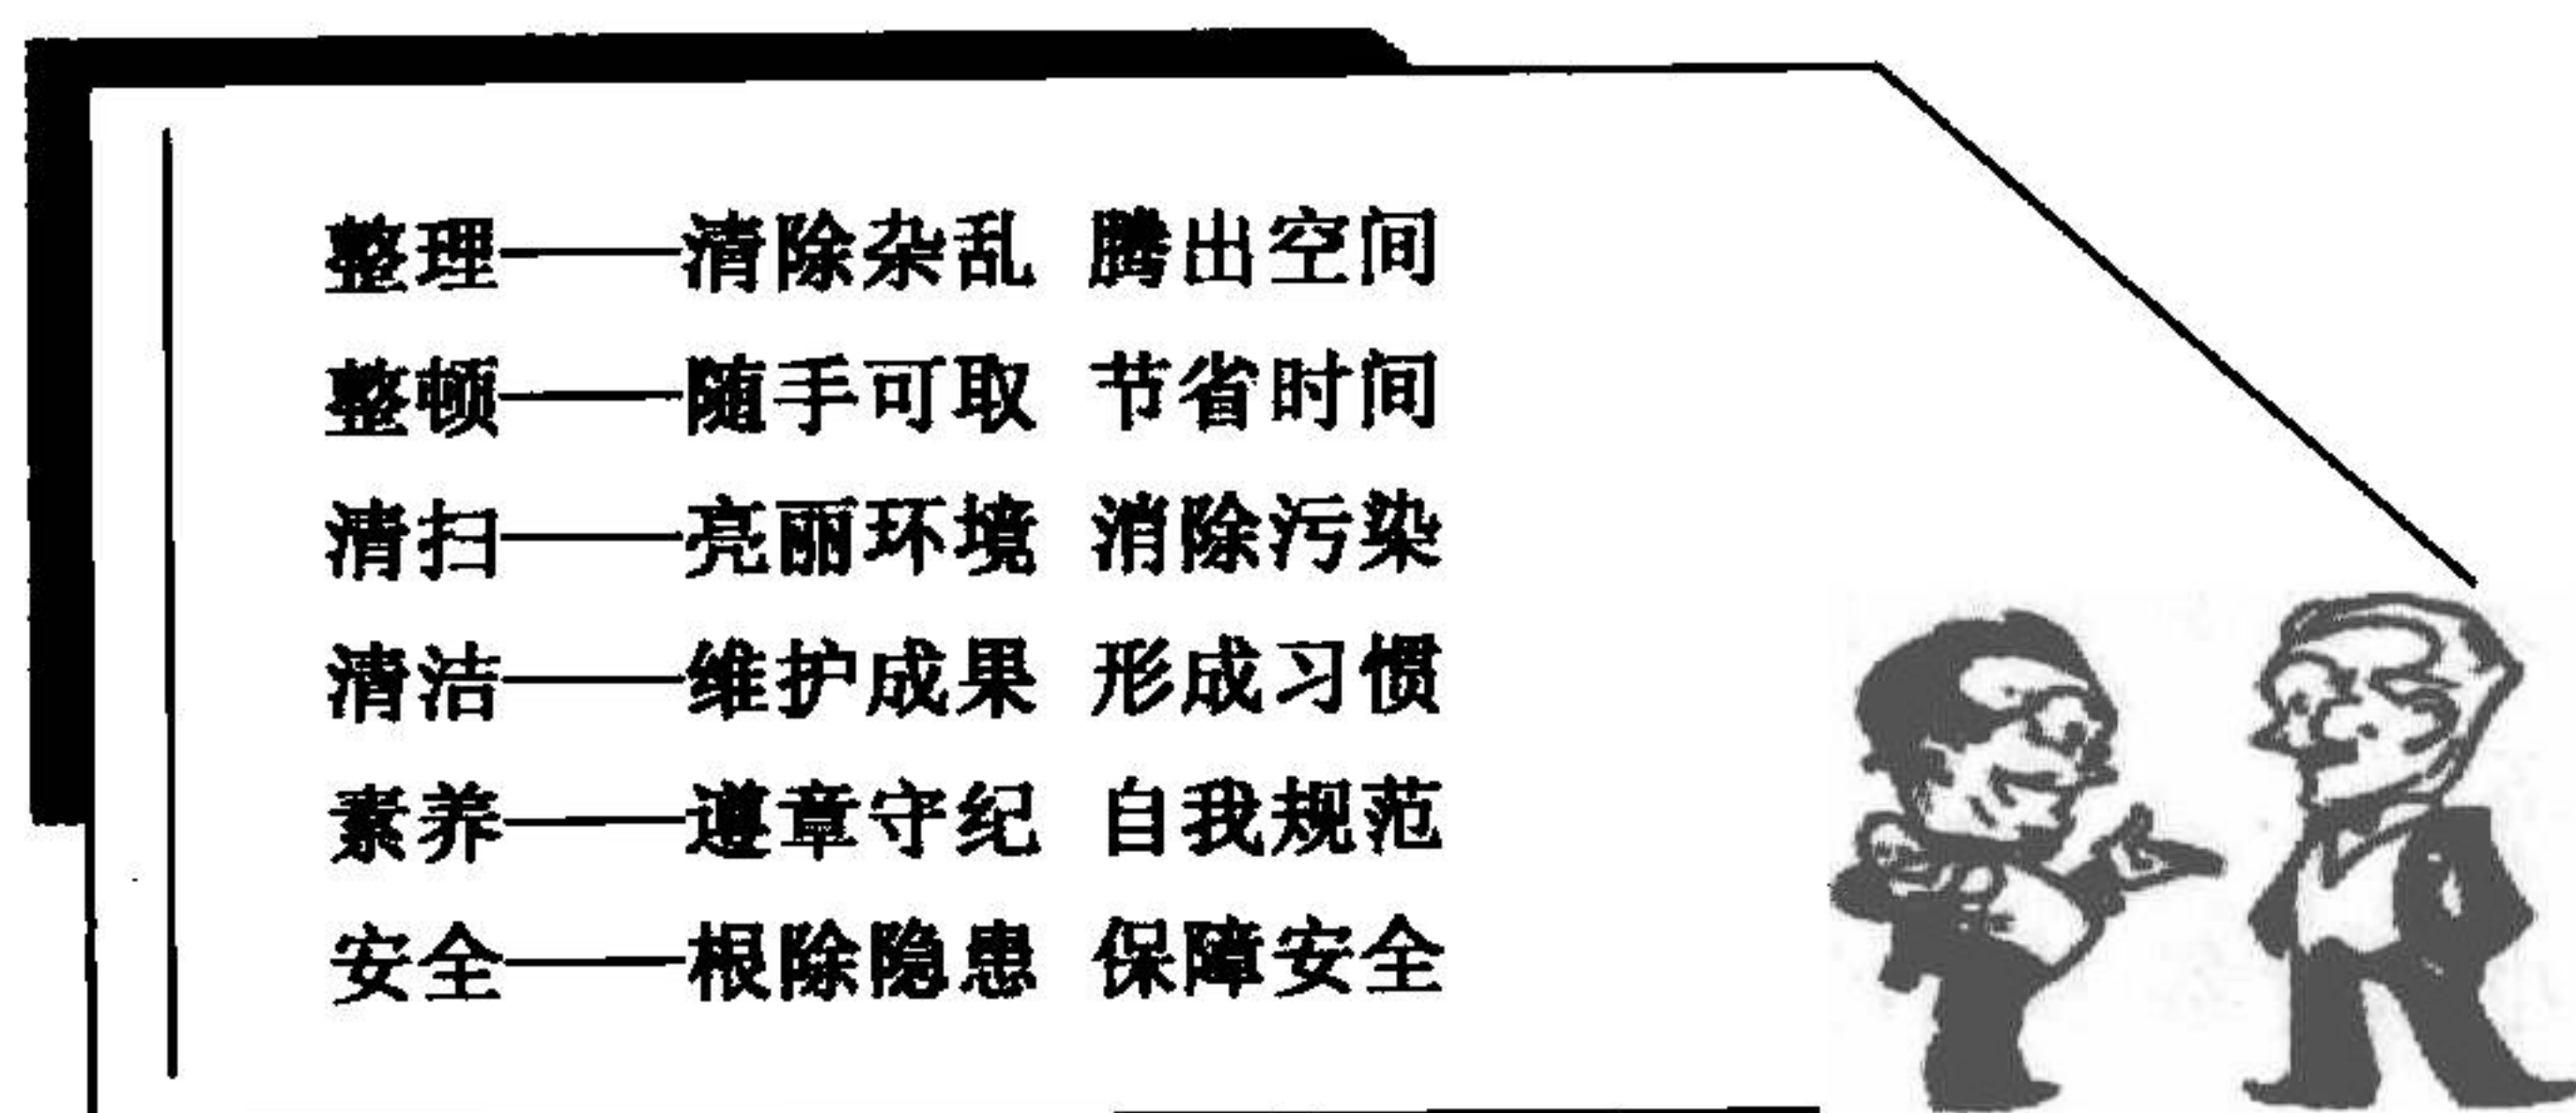 整理——清除杂乱 腾出空间
整顿——随手可取 节省时间
清扫——亮丽环境 消除污染
清洁——维护成果 形成习惯
素养——遵章守纪 自我规范
安全——根除隐患 保障安全